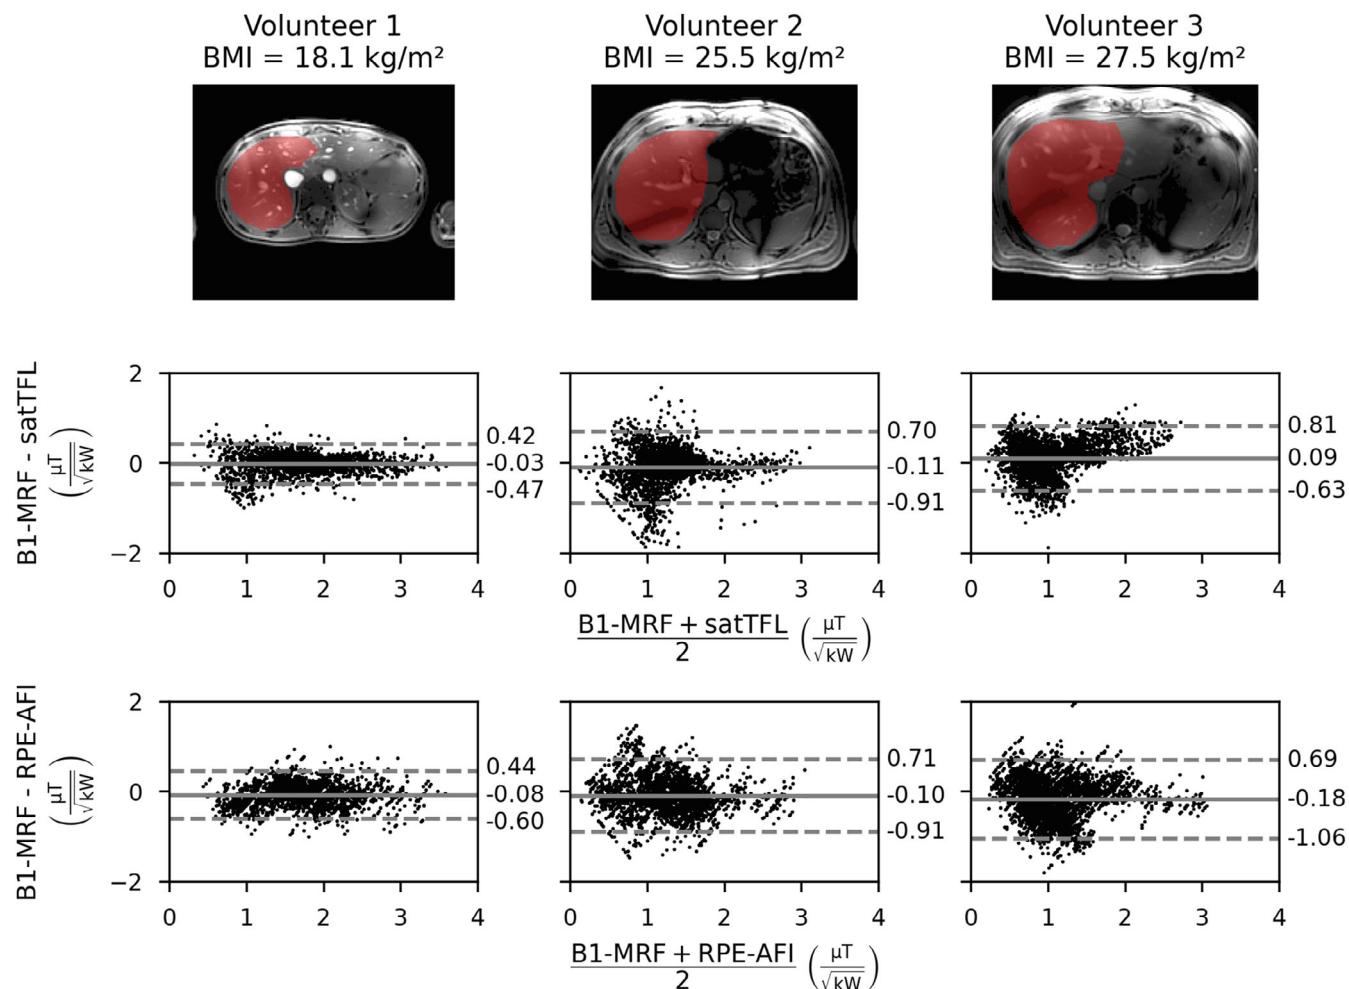 Volunteer 1
BMI = 18.1 kg/m²
Volunteer 2
BMI = 25.5 kg/m²
Volunteer 3
BMI = 27.5 kg/m²
B1-MRF - satTFL
(μT/√kW)
2
0
−2
0 1 2 3 4
0.42
-0.03
-0.47
0 1 2 3 4
0.70
-0.11
-0.91
0 1 2 3 4
0.81
0.09
-0.63
B1-MRF + satTFL
2
(μT/√kW)
B1-MRF - RPE-AFI
(μT/√kW)
2
0
−2
0 1 2 3 4
0.44
-0.08
-0.60
0 1 2 3 4
0.71
-0.10
-0.91
0 1 2 3 4
0.69
-0.18
-1.06
B1-MRF + RPE-AFI
2
(μT/√kW)